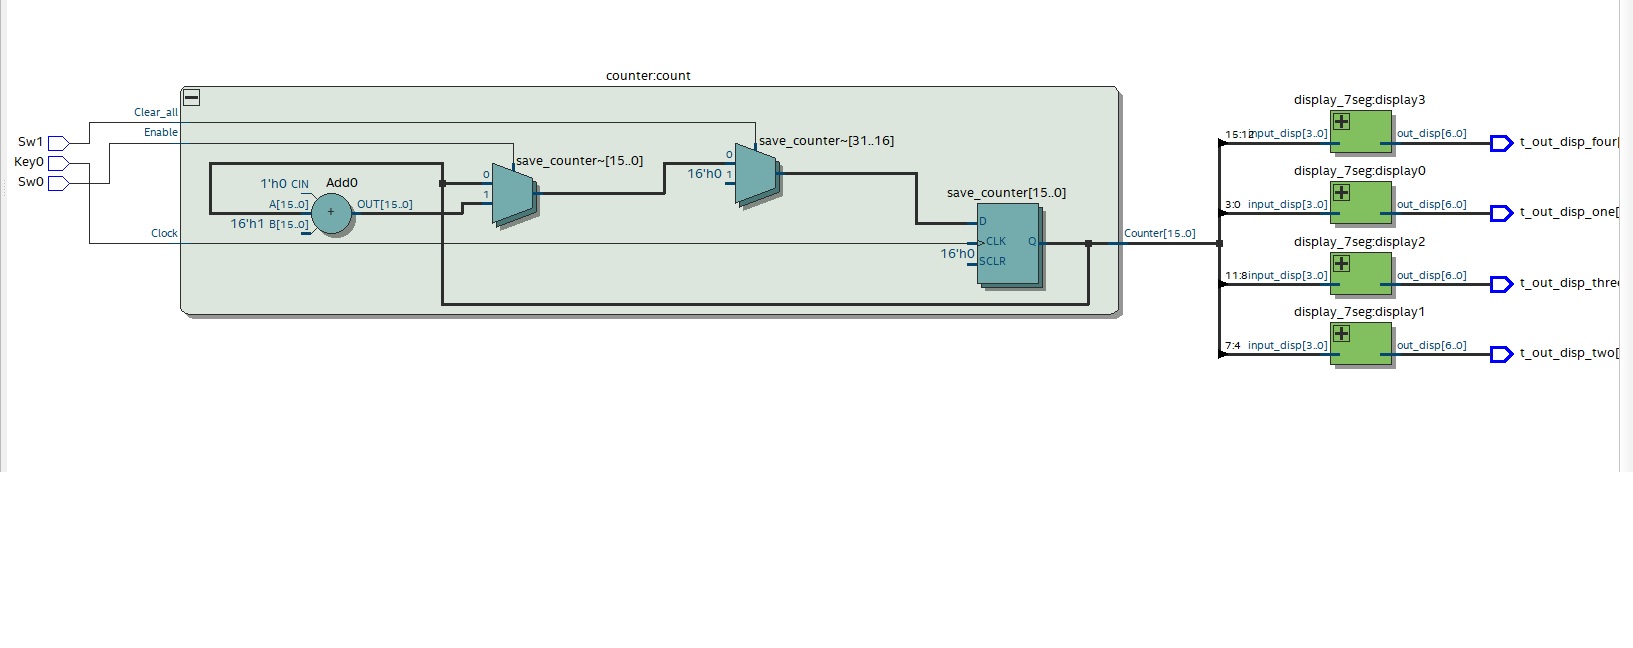 counter:count
Clear_all
Enable
Sw1
Key0
Sw0
Clock
1'h0 CIN
Add0
A[15..0]
OUT[15..0]
16'h1 B[15..0]
+
save_counter~[15..0]
0
1
save_counter~[31..16]
0
16'h0 1
save_counter[15..0]
D
CLK
Q
16'h0
SCLR
Counter[15..0]
display_7seg:display3
15:12 input_disp[3..0]
out_disp[6..0]
t_out_disp_four[
display_7seg:display0
3:0 input_disp[3..0]
out_disp[6..0]
t_out_disp_one[
display_7seg:display2
11:8 input_disp[3..0]
out_disp[6..0]
t_out_disp_three
display_7seg:display1
7:4 input_disp[3..0]
out_disp[6..0]
t_out_disp_two[